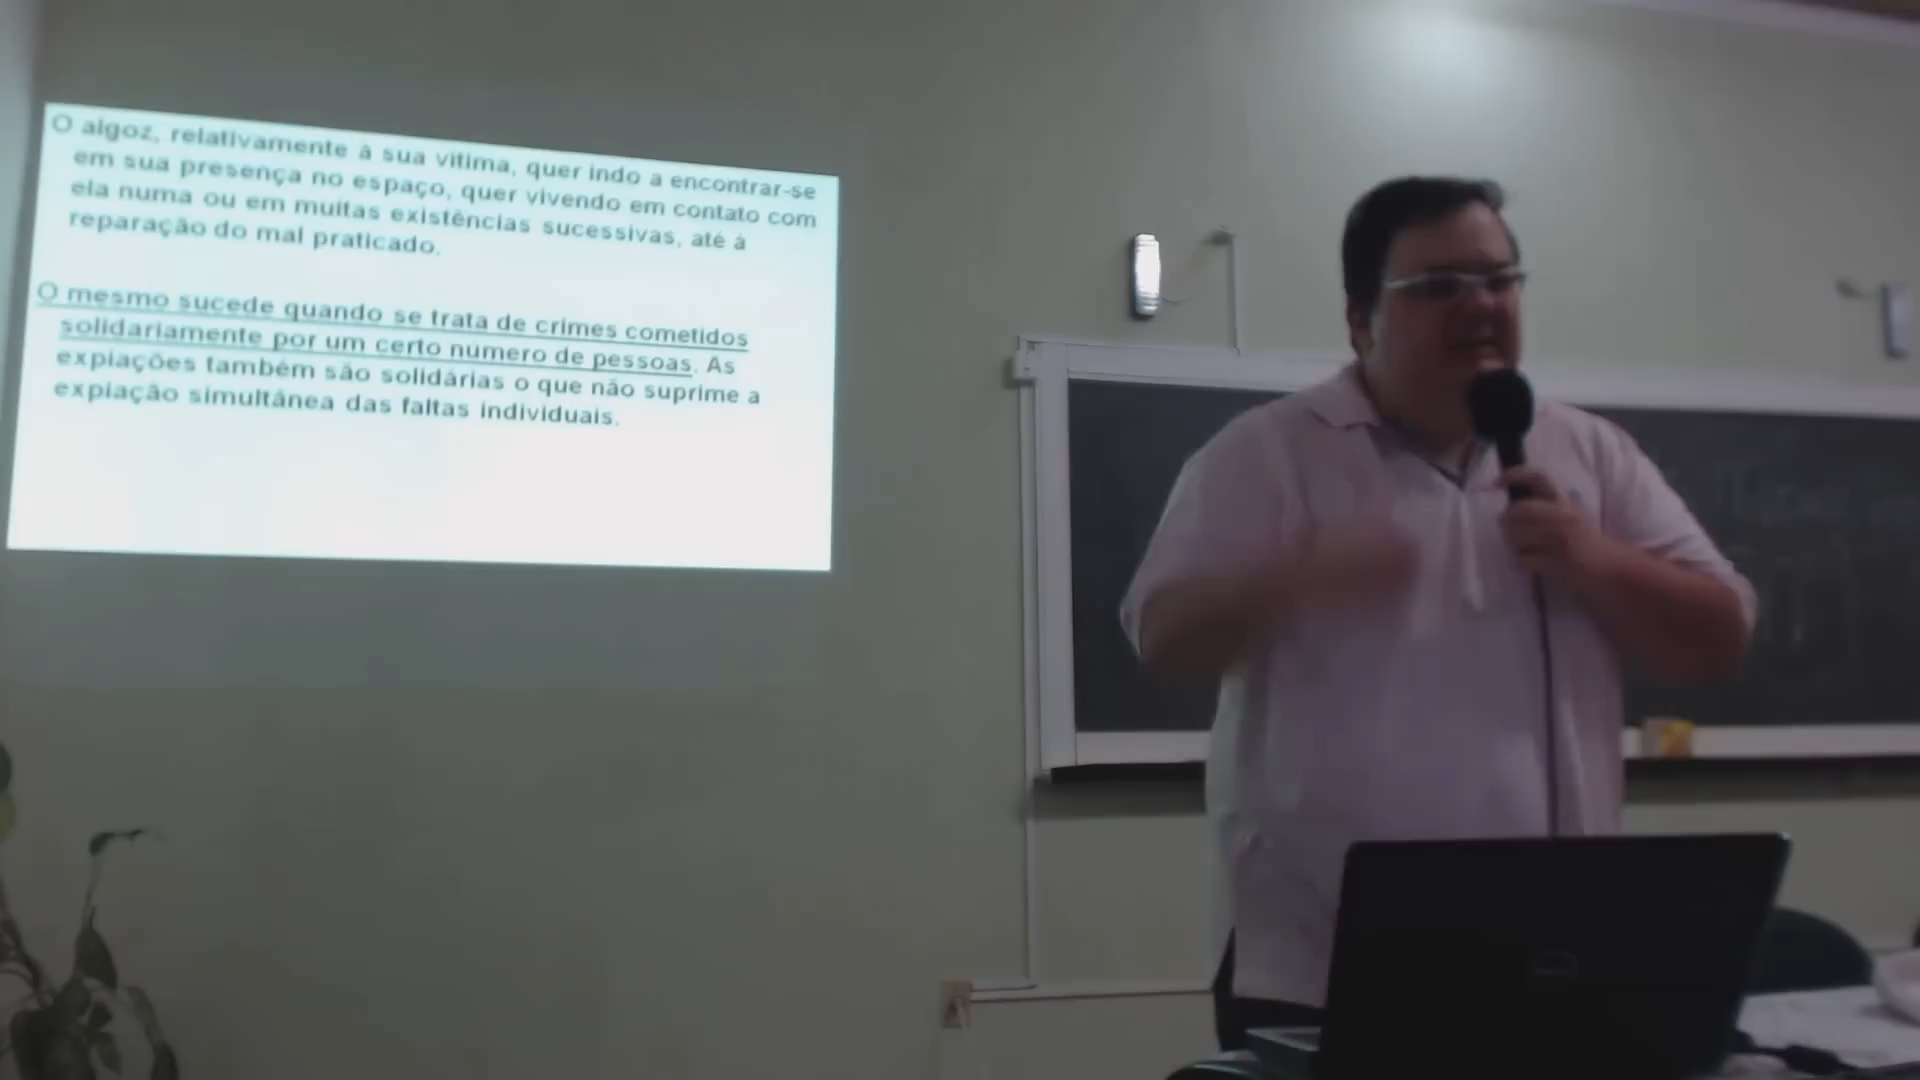 O algoz, relativamente à sua vítima, quer indo a encontrar-se
em sua presença no espaço, quer vivendo em contato com
ela numa ou em muitas existências sucessivas, até à
reparação do mal praticado.
O mesmo sucede quando se trata de crimes cometidos
solidariamente por um certo número de pessoas. As
expiações também são solidárias o que não suprime a
expiação simultânea das faltas individuais.